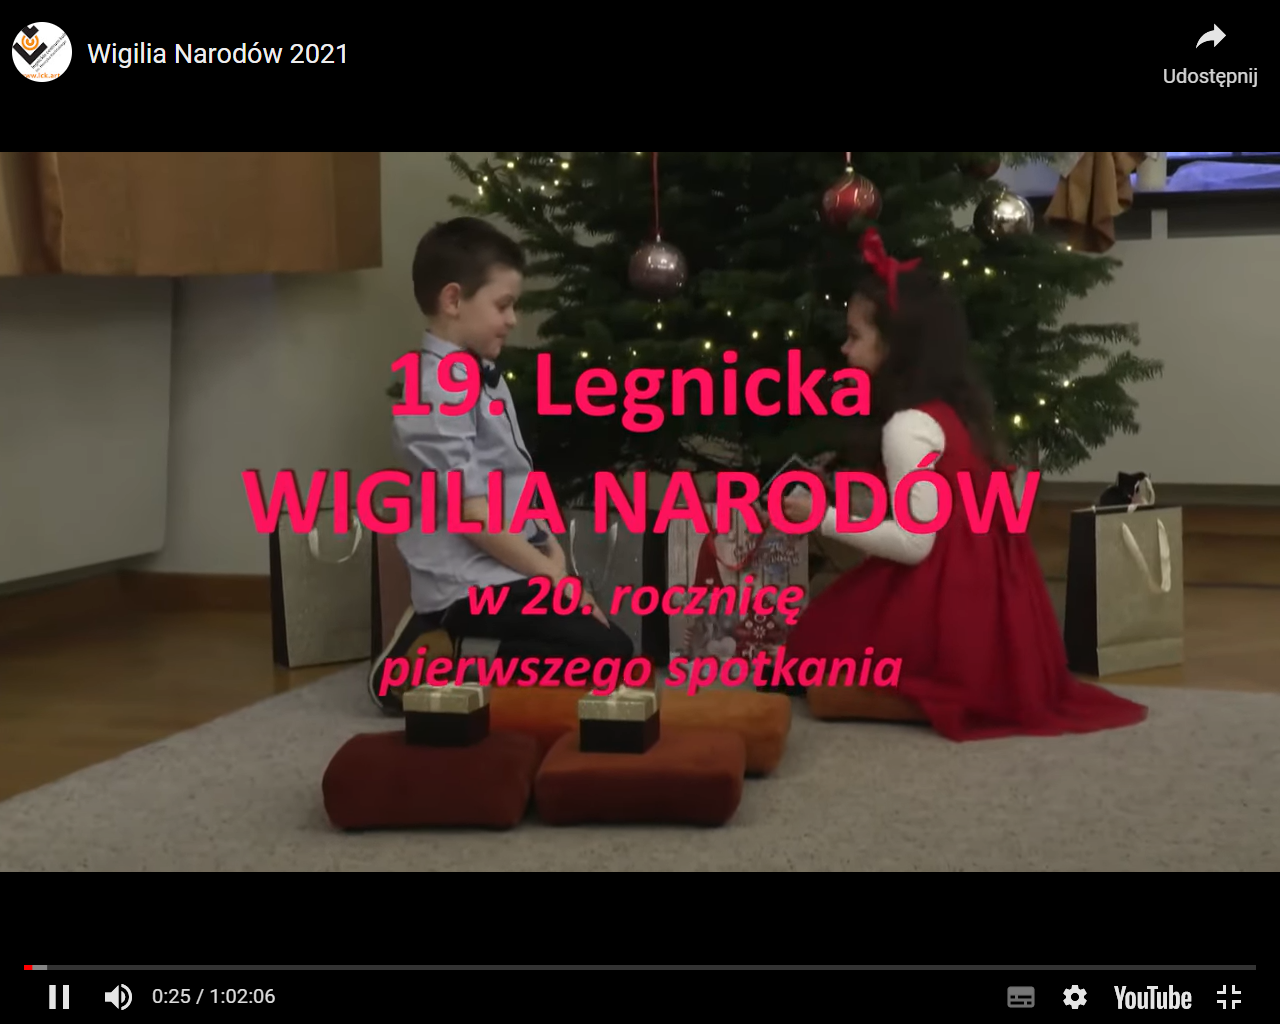 Wigilia Narodów 2021
Udostępnij
19. Legnicka
WIGILIA NARODÓW
w 20. rocznicę
pierwszego spotkania
0:25 / 1:02:06
YouTube